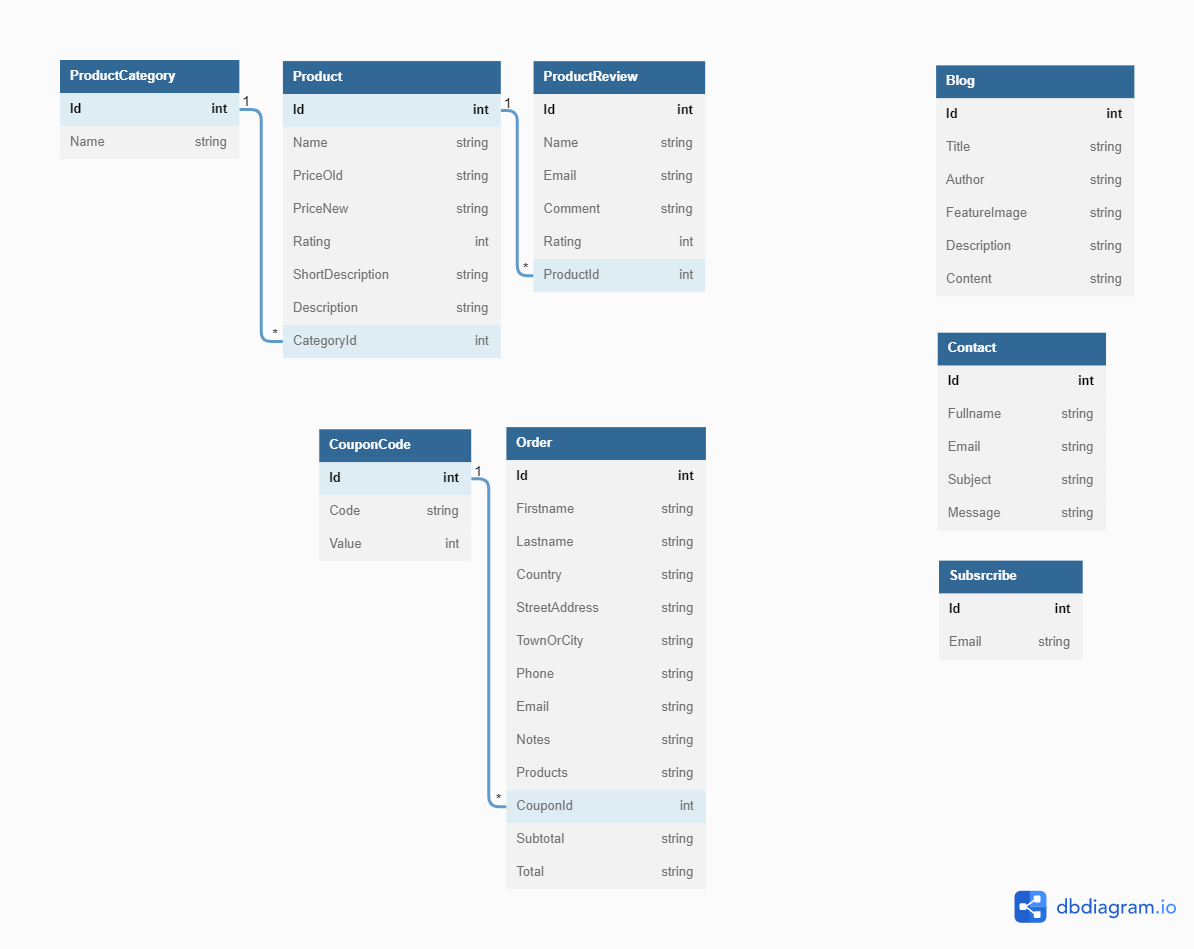 ProductCategory
Id int
Name string
1
*
Product
Id int
Name string
PriceOld string
PriceNew string
Rating int
ShortDescription string
Description string
CategoryId int
1
*
ProductReview
Id int
Name string
Email string
Comment string
Rating int
ProductId int
Blog
Id int
Title string
Author string
FeatureImage string
Description string
Content string
Contact
Id int
Fullname string
Email string
Subject string
Message string
CouponCode
Id int
Code string
Value int
1
*
Order
Id int
Firstname string
Lastname string
Country string
StreetAddress string
TownOrCity string
Phone string
Email string
Notes string
Products string
CouponId int
Subtotal string
Total string
Subsrcribe
Id int
Email string
dbdiagram.io